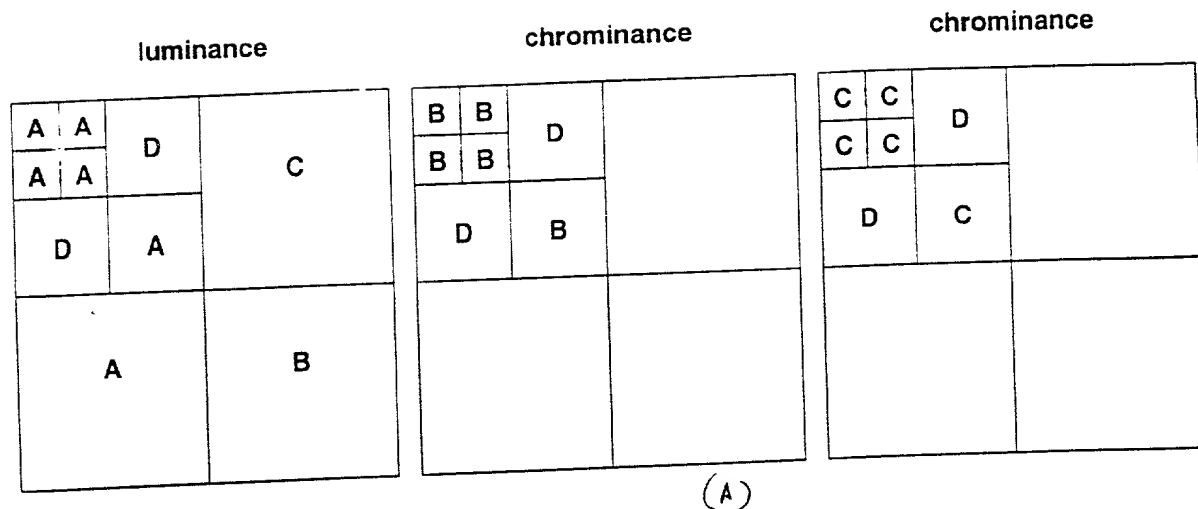 luminance chrominance chrominance
A A D C
A A
D A
A B
B B D
B B
D B
C C D
C C
D C
(A)